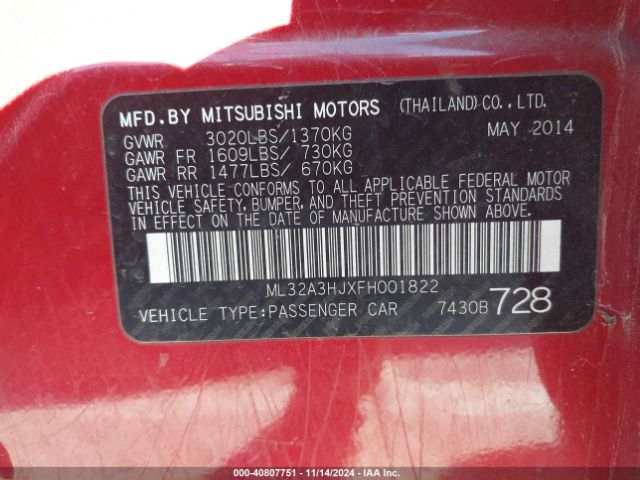 MFD.BY MITSUBISHI MOTORS (THAILAND)CO.,LTD.
GVWR 3020LBS/1370KG MAY 2014
GAWR FR 1609LBS/ 730KG
GAWR RR 1477LBS/ 670KG
THIS VEHICLE CONFORMS TO ALL APPLICABLE FEDERAL MOTOR
VEHICLE SAFETY, BUMPER, AND THEFT PREVENTION STANDARDS
IN EFFECT ON THE DATE OF MANUFACTURE SHOWN ABOVE.
ML32A3HJXFH001822
VEHICLE TYPE:PASSENGER CAR 7430B 728
000-40807751 - 11/14/2024 - IAA Inc.